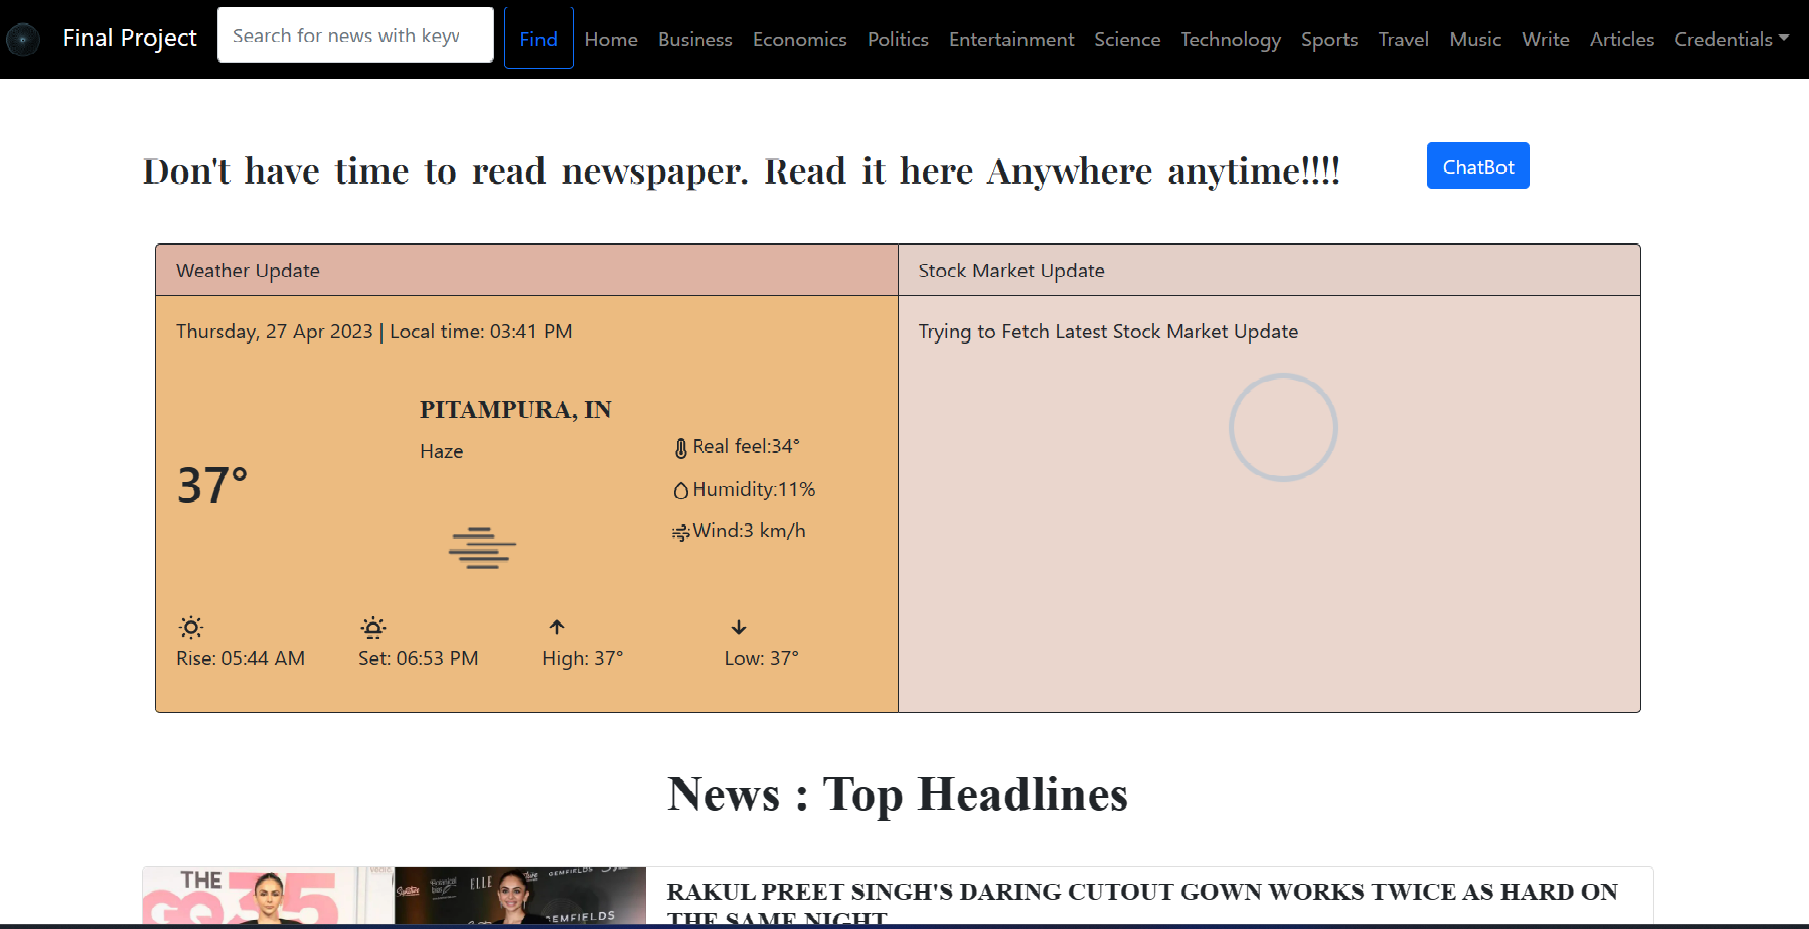 Final Project
Search for news with keyw
Find
Home
Business
Economics
Politics
Entertainment
Science
Technology
Sports
Travel
Music
Write
Articles
Credentials
Don't have time to read newspaper. Read it here Anywhere anytime!!!!
ChatBot
Weather Update
Thursday, 27 Apr 2023 | Local time: 03:41 PM
37°
PITAMPURA, IN
Haze
Real feel:34°
Humidity:11%
Wind:3 km/h
Rise: 05:44 AM
Set: 06:53 PM
High: 37°
Low: 37°
Stock Market Update
Trying to Fetch Latest Stock Market Update
News : Top Headlines
THE
GQ 35
ELLE
GEMFIELDS
GEMFIELDS
RAKUL PREET SINGH'S DARING CUTOUT GOWN WORKS TWICE AS HARD ON
THE SAME NIGHT